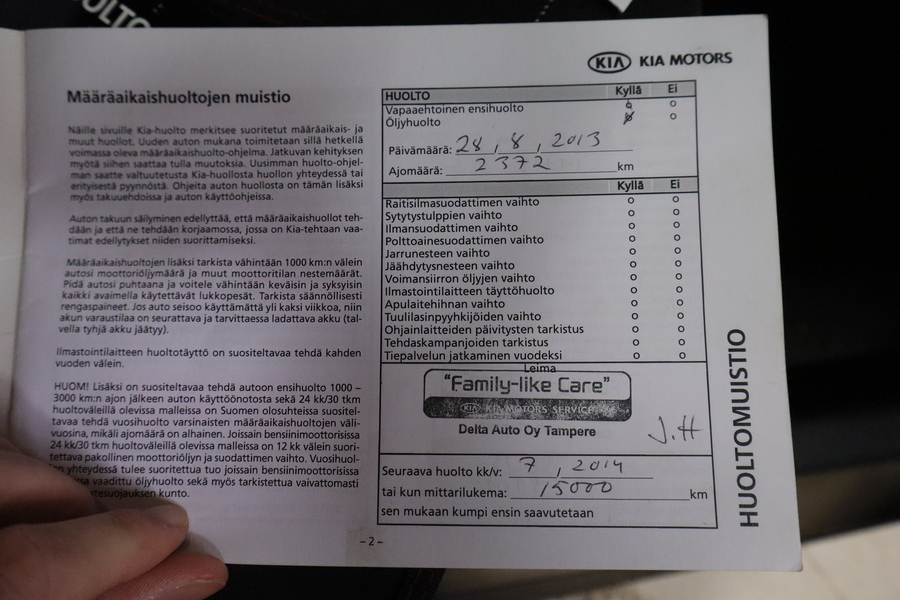 KIA KIA MOTORS
Määräaikaishuoltojen muistio
Näille sivuille Kia-huolto merkitsee suoritetut määräaikais- ja
muut huollot. Uuden auton mukana toimitetaan sillä hetkellä
voimassa oleva määräaikaishuolto-ohjelma. Jatkuvan kehityksen
myötä siihen saattaa tulla muutoksia. Uusimman huolto-ohjel-
man saatte valtuutetusta Kia-huollosta huollon yhteydessä tai
erityisestä pyynnöstä. Ohjeita auton huollosta on tämän lisäksi
myös takuuehdoissa ja auton käyttöohjeissa.
Auton takuun säilyminen edellyttää, että määräaikaishuollot teh-
dään ja että ne tehdään korjaamossa, jossa on Kia-tehtaan vaa-
timat edellytykset niiden suorittamiseksi.
Määräaikaishuoltojen lisäksi tarkista vähintään 1000 km:n välein
autosi moottoriöljymäärä ja muut moottoritilan nestemäärät.
Pidä autosi puhtaana ja voitele vähintään keväisin ja syksyisin
kaikki avaimella käytettävät lukkopesät. Tarkista säännöllisesti
rengaspaineet. Jos auto seisoo käyttämättä yli kaksi viikkoa, niin
akun varaustilaa on seurattava ja tarvittaessa ladattava akku (tal-
vella tyhjä akku jäätyy).
Ilmastointilaitteen huoltotäyttö on suositeltavaa tehdä kahden
vuoden välein.
HUOM! Lisäksi on suositeltavaa tehdä autoon ensihuolto 1000 –
3000 km:n ajon jälkeen auton käyttöönotosta sekä 24 kk/30 tkm
huoltoväleillä olevissa malleissa on Suomen olosuhteissa suositel-
tavaa tehdä vuosihuolto varsinaisten määräaikaishuoltojen väli-
vuosina, mikäli ajomäärä on alhainen. Joissain bensiinimoottorisissa
24 kk/30 tkm huoltoväleillä olevissa malleissa on 12 kk välein suori-
tettava pakollinen moottoriöljyn ja suodattimen vaihto. Vuosihuol-
yhteydessä tulee suoritettua tuo joissain bensiinimoottorisissa
vaadittu öljyhuolto sekä myös tarkistettua vaivattomasti
kunto.
HUOLTO Kyllä Ei
Vapaaehtoinen ensihuolto o o
Öljyhuolto o o
Päivämäärä: 28 , 8 , 2013
Ajomäärä: 2372 km
Kyllä Ei
Raitisilmasuodattimen vaihto o o
Sytytystulppien vaihto o o
Ilmansuodattimen vaihto o o
Polttoainesuodattimen vaihto o o
Jarrunesteen vaihto o o
Jäähdytysnesteen vaihto o o
Voimansiirron öljyjen vaihto o o
Ilmastointilaitteen täyttöhuolto o o
Apulaitehihnan vaihto o o
Tuulilasinpyyhkijöiden vaihto o o
Ohjainlaitteiden päivitysten tarkistus o o
Tehdaskampanjoiden tarkistus o o
Tiepalvelun jatkaminen vuodeksi o o
Leima
"Family-like Care"
KIA KIA MOTORS SERVICE
Delta Auto Oy Tampere
J.H
Seuraava huolto kk/v: 7 , 2014
tai kun mittarilukema: 15000 km
sen mukaan kumpi ensin saavutetaan
HUOLTOMUISTIO
-2-